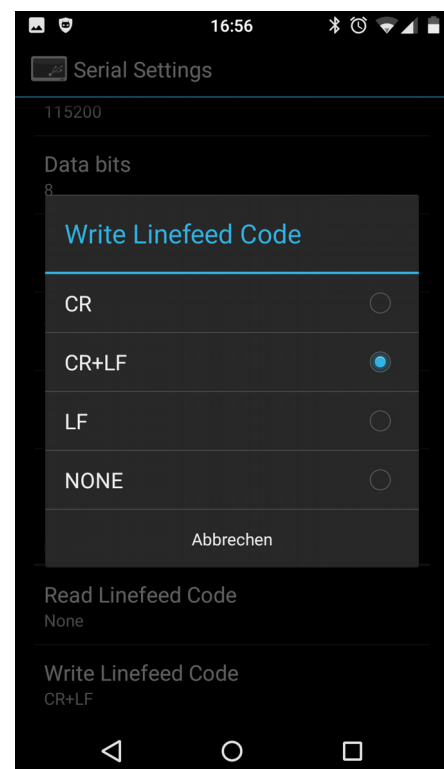 16:56
Serial Settings
115200
Data bits
8
Write Linefeed Code
CR
CR+LF
LF
NONE
Abbrechen
Read Linefeed Code
None
Write Linefeed Code
CR+LF